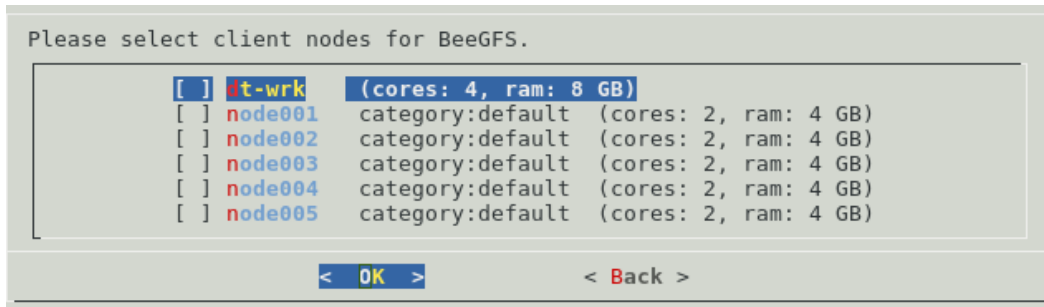 Please select client nodes for BeeGFS.
[ ] dt-wrk (cores: 4, ram: 8 GB)
[ ] node001 category:default (cores: 2, ram: 4 GB)
[ ] node002 category:default (cores: 2, ram: 4 GB)
[ ] node003 category:default (cores: 2, ram: 4 GB)
[ ] node004 category:default (cores: 2, ram: 4 GB)
[ ] node005 category:default (cores: 2, ram: 4 GB)
< OK > < Back >